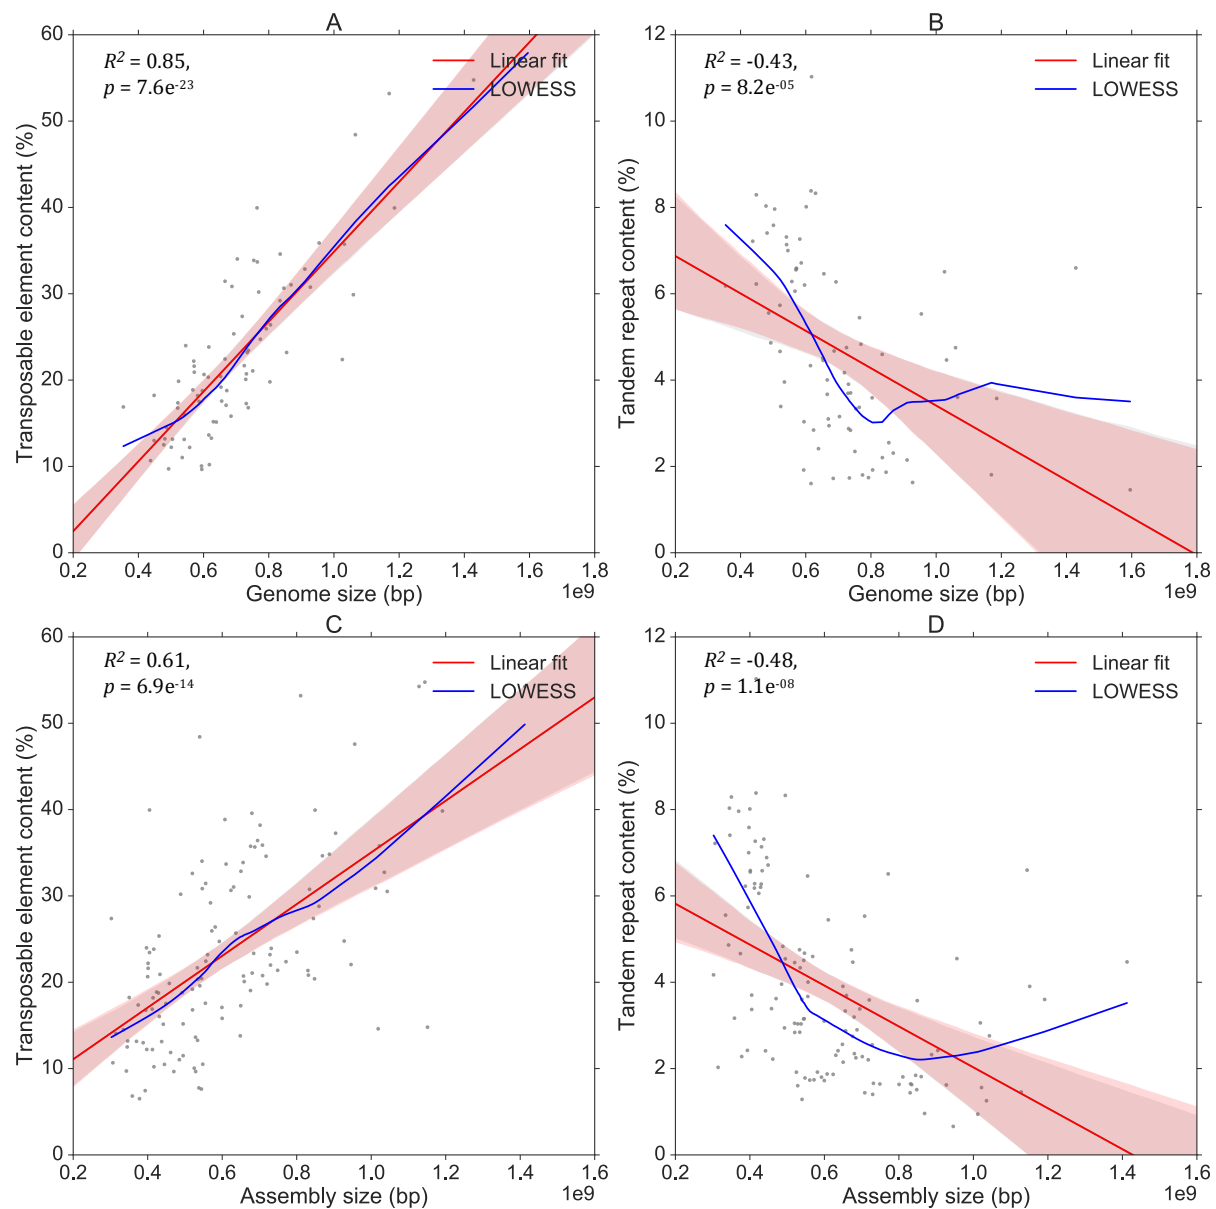 A
R² = 0.85,
p = 7.6e⁻²³
Linear fit
LOWESS
Transposable element content (%)
60
50
40
30
20
10
0
0.2 0.4 0.6 0.8 1.0 1.2 1.4 1.6 1.8
Genome size (bp)
1e9
B
R² = -0.43,
p = 8.2e⁻⁰⁵
Linear fit
LOWESS
Tandem repeat content (%)
12
10
8
6
4
2
0
0.2 0.4 0.6 0.8 1.0 1.2 1.4 1.6 1.8
Genome size (bp)
1e9
C
R² = 0.61,
p = 6.9e⁻¹⁴
Linear fit
LOWESS
Transposable element content (%)
60
50
40
30
20
10
0
0.2 0.4 0.6 0.8 1.0 1.2 1.4 1.6
Assembly size (bp)
1e9
D
R² = -0.48,
p = 1.1e⁻⁰⁸
Linear fit
LOWESS
Tandem repeat content (%)
12
10
8
6
4
2
0
0.2 0.4 0.6 0.8 1.0 1.2 1.4 1.6
Assembly size (bp)
1e9